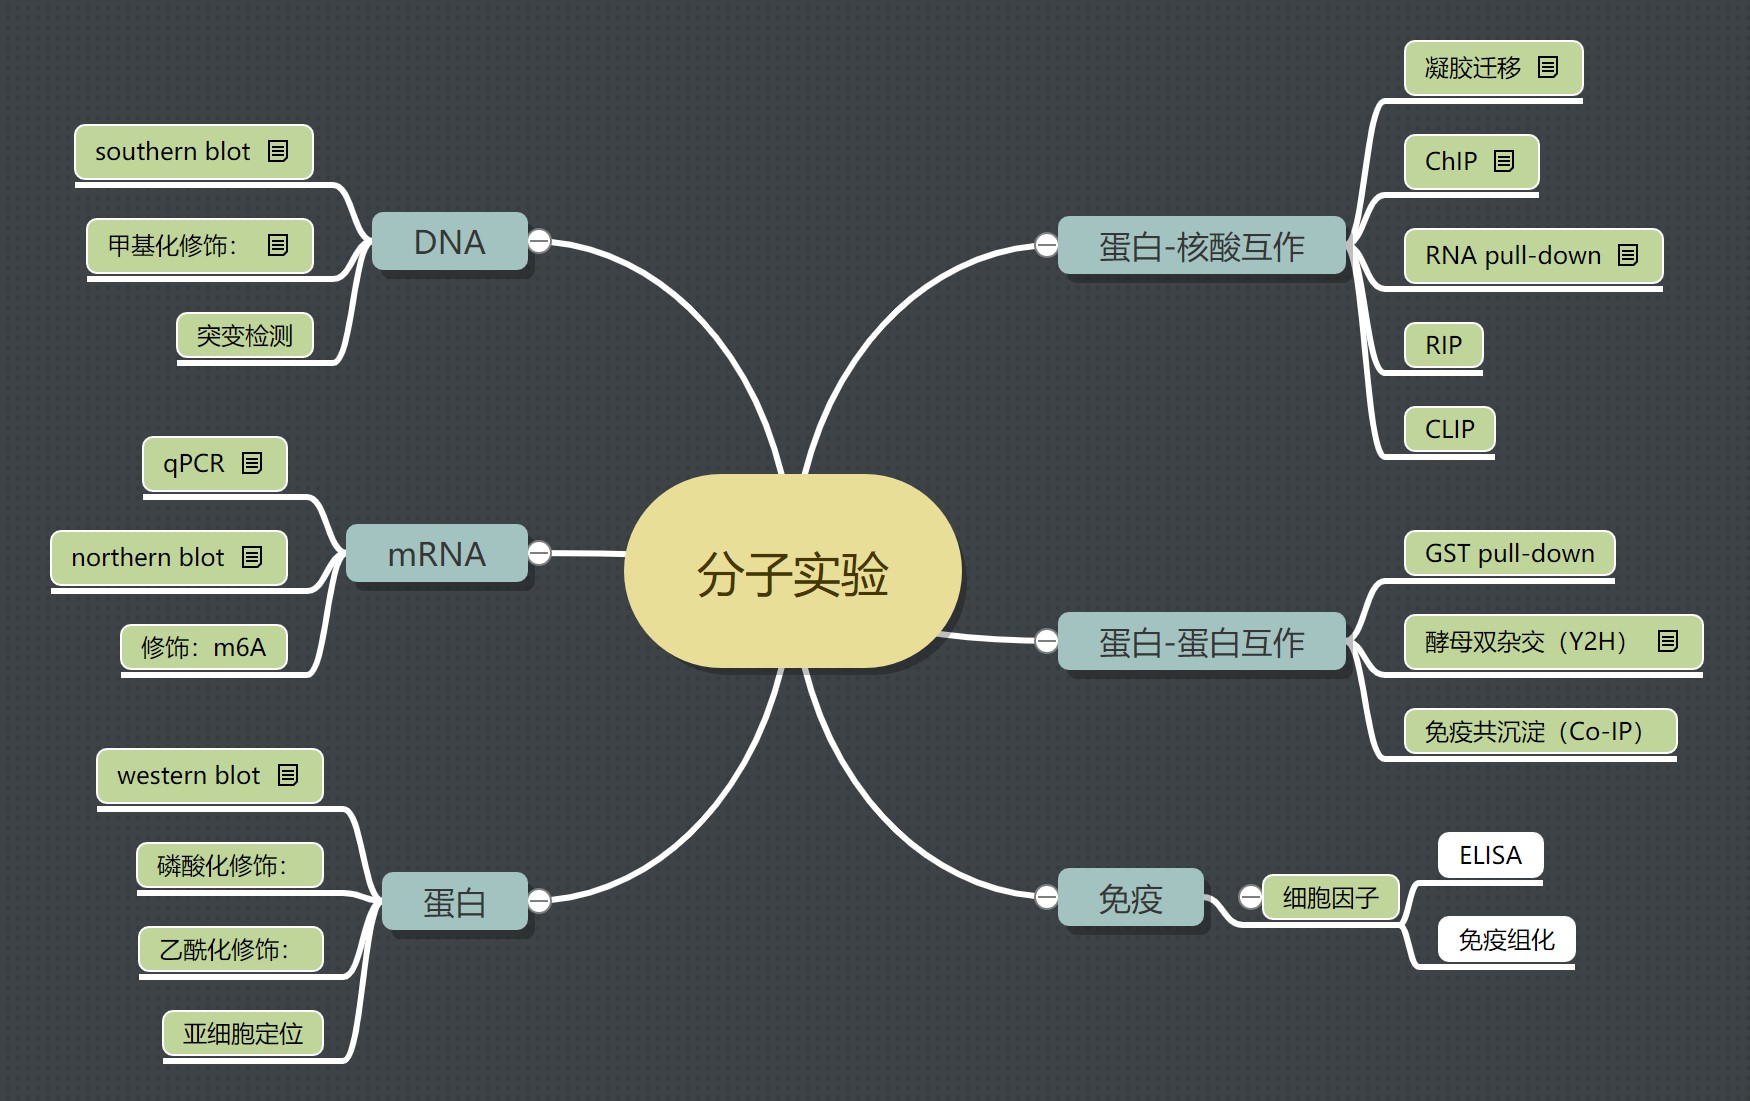 分子实验
DNA
southern blot
甲基化修饰：
突变检测
mRNA
qPCR
northern blot
修饰：m6A
蛋白
western blot
磷酸化修饰：
乙酰化修饰：
亚细胞定位
蛋白-核酸互作
凝胶迁移
ChIP
RNA pull-down
RIP
CLIP
蛋白-蛋白互作
GST pull-down
酵母双杂交（Y2H）
免疫共沉淀（Co-IP）
免疫
细胞因子
ELISA
免疫组化